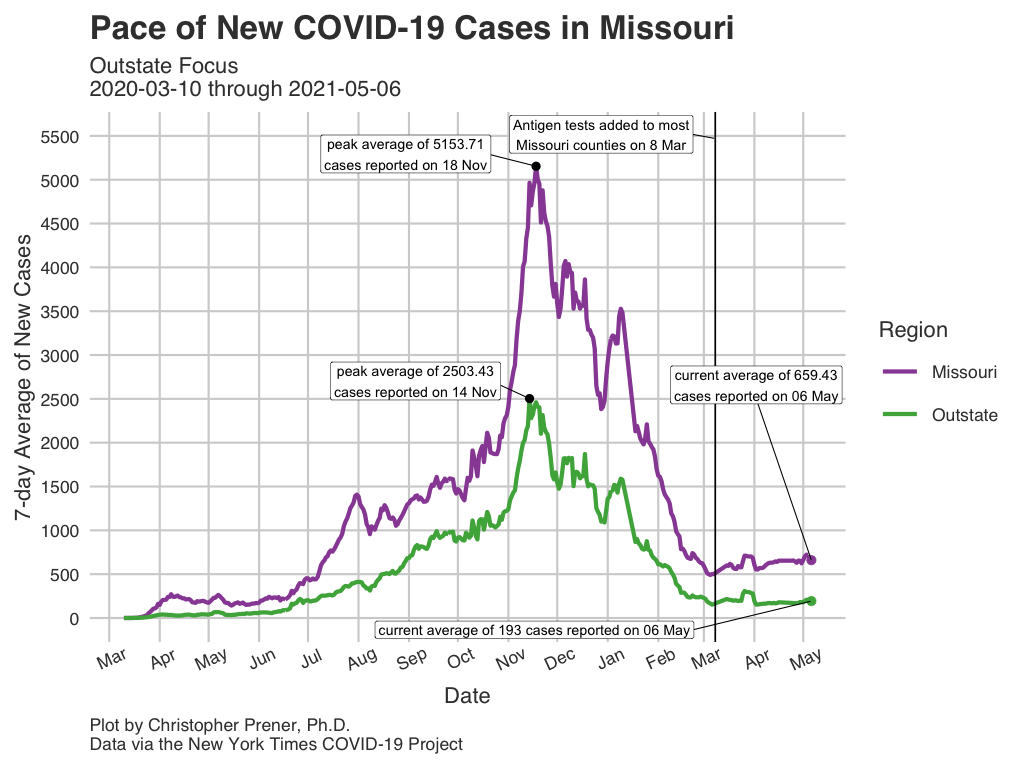 Pace of New COVID-19 Cases in Missouri
Outstate Focus
2020-03-10 through 2021-05-06
7-day Average of New Cases
5500
5000
4500
4000
3500
3000
2500
2000
1500
1000
500
0
Antigen tests added to most
Missouri counties on 8 Mar
peak average of 5153.71
cases reported on 18 Nov
peak average of 2503.43
cases reported on 14 Nov
current average of 659.43
cases reported on 06 May
current average of 193 cases reported on 06 May
Mar Apr May Jun Jul Aug Sep Oct Nov Dec Jan Feb Mar Apr May
Date
Region
Missouri
Outstate
Plot by Christopher Prener, Ph.D.
Data via the New York Times COVID-19 Project